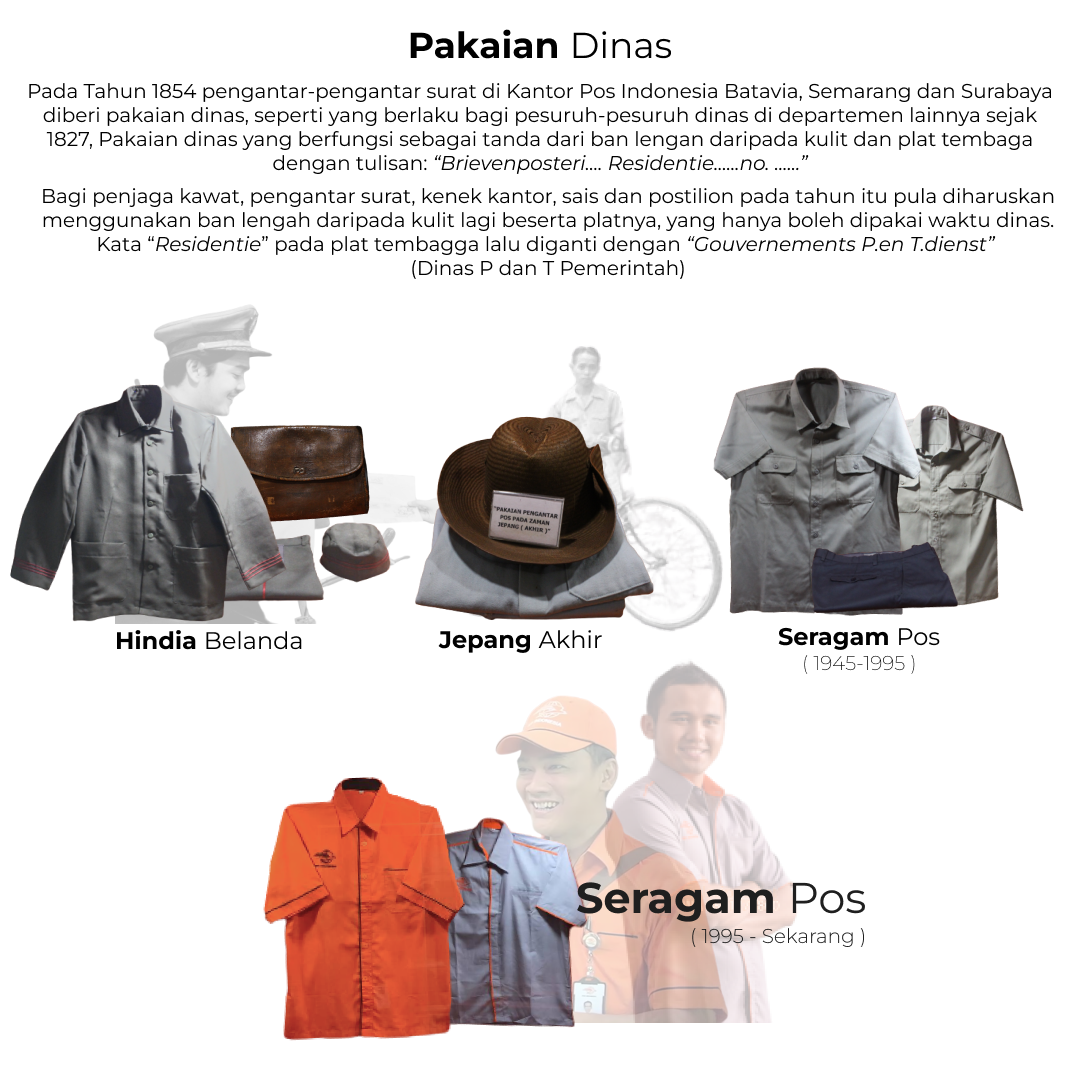 Pakaian Dinas
Pada Tahun 1854 pengantar-pengantar surat di Kantor Pos Indonesia Batavia, Semarang dan Surabaya
diberi pakaian dinas, seperti yang berlaku bagi pesuruh-pesuruh dinas di departemen lainnya sejak
1827, Pakaian dinas yang berfungsi sebagai tanda dari ban lengan daripada kulit dan plat tembaga
dengan tulisan: “Brievenposteri.... Residentie......no. ......”
Bagi penjaga kawat, pengantar surat, kenek kantor, sais dan postilion pada tahun itu pula diharuskan
menggunakan ban lengah daripada kulit lagi beserta platnya, yang hanya boleh dipakai waktu dinas.
Kata “Residentie” pada plat tembagga lalu diganti dengan “Gouvernements P.en T.dienst”
(Dinas P dan T Pemerintah)
"PAKAIAN PENGANTAR
POS PADA ZAMAN
JEPANG ( AKHIR )"
Hindia Belanda
Jepang Akhir
Seragam Pos
( 1945-1995 )
Seragam Pos
( 1995 - Sekarang )